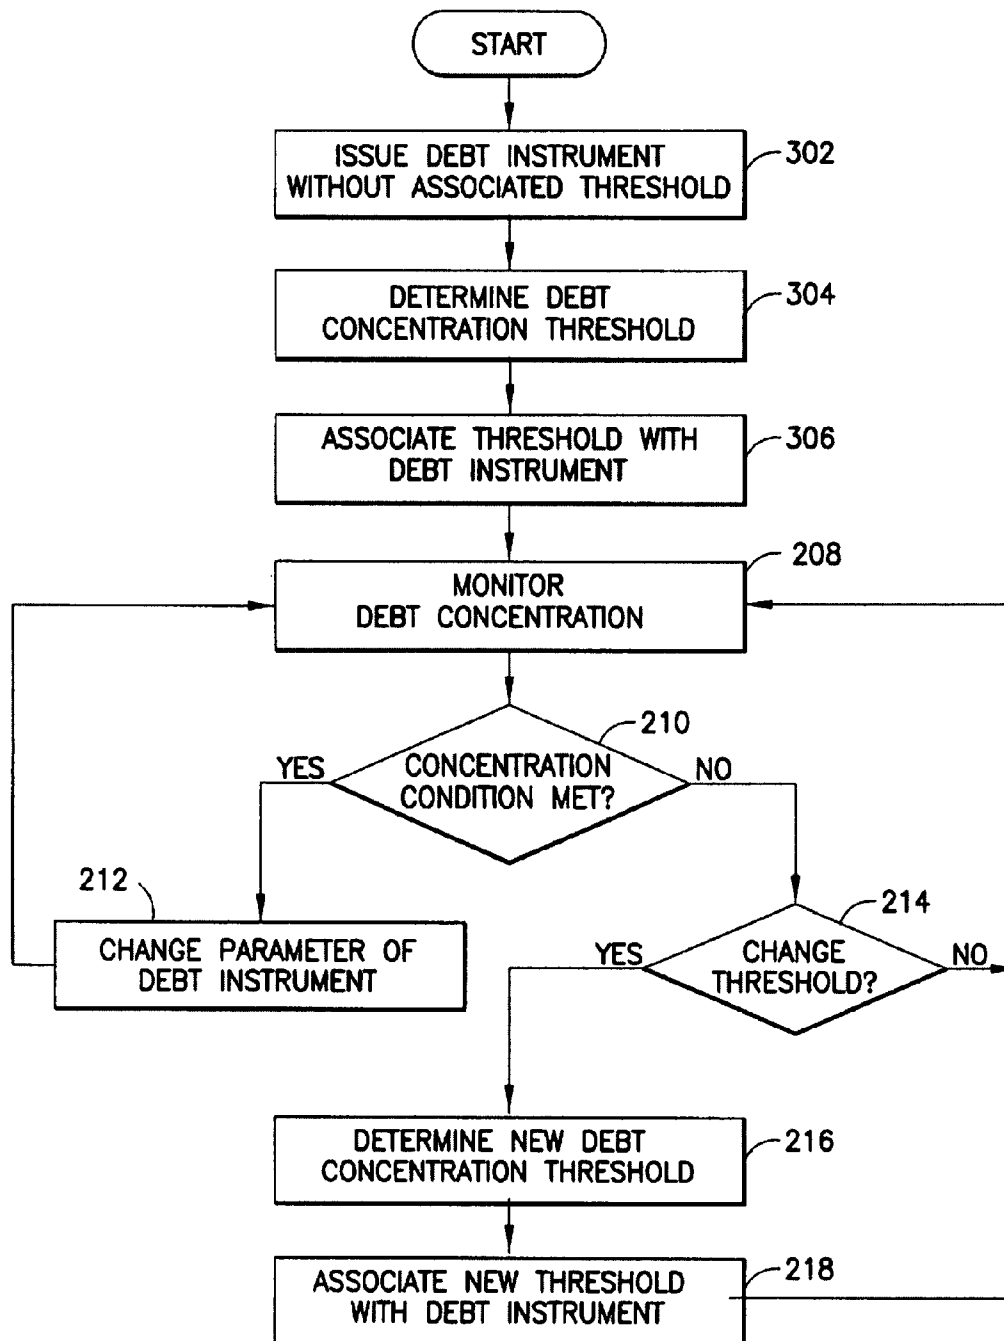 START
ISSUE DEBT INSTRUMENT
WITHOUT ASSOCIATED THRESHOLD
302
DETERMINE DEBT
CONCENTRATION THRESHOLD
304
ASSOCIATE THRESHOLD WITH
DEBT INSTRUMENT
306
208
MONITOR
DEBT CONCENTRATION
210
YES
CONCENTRATION
CONDITION MET?
NO
212
CHANGE PARAMETER OF
DEBT INSTRUMENT
214
YES
CHANGE
THRESHOLD?
NO
DETERMINE NEW DEBT
CONCENTRATION THRESHOLD
216
ASSOCIATE NEW THRESHOLD
WITH DEBT INSTRUMENT
218